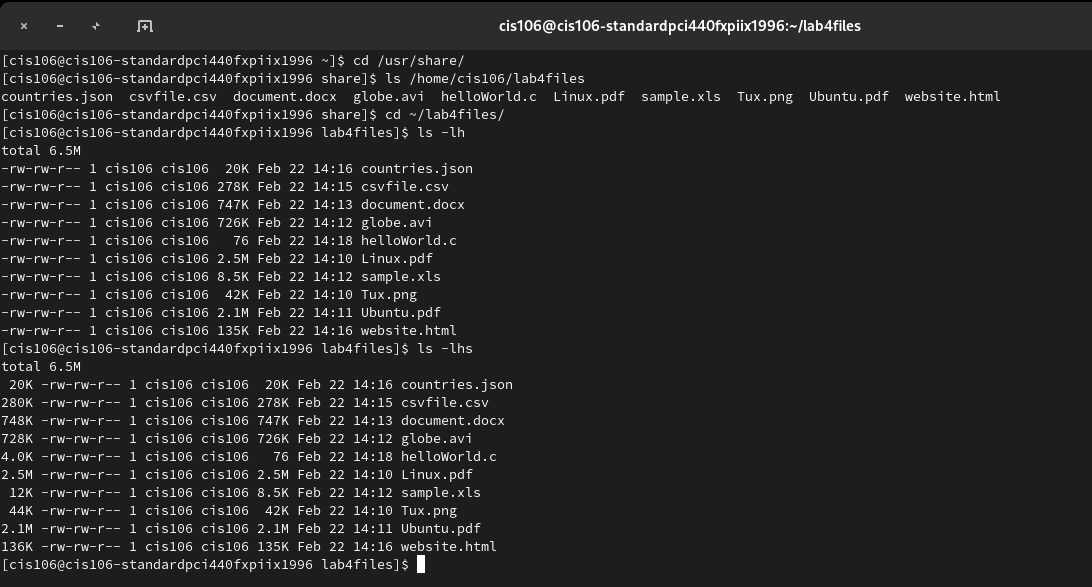 cis106@cis106-standardpci440fxpiix1996:~/lab4files
[cis106@cis106-standardpci440fxpiix1996 ~]$ cd /usr/share/
[cis106@cis106-standardpci440fxpiix1996 share]$ ls /home/cis106/lab4files
countries.json  csvfile.csv  document.docx  globe.avi  helloWorld.c  Linux.pdf  sample.xls  Tux.png  Ubuntu.pdf  website.html
[cis106@cis106-standardpci440fxpiix1996 share]$ cd ~/lab4files/
[cis106@cis106-standardpci440fxpiix1996 lab4files]$ ls -lh
total 6.5M
-rw-rw-r-- 1 cis106 cis106  20K Feb 22 14:16 countries.json
-rw-rw-r-- 1 cis106 cis106 278K Feb 22 14:15 csvfile.csv
-rw-rw-r-- 1 cis106 cis106 747K Feb 22 14:13 document.docx
-rw-rw-r-- 1 cis106 cis106 726K Feb 22 14:12 globe.avi
-rw-rw-r-- 1 cis106 cis106   76 Feb 22 14:18 helloWorld.c
-rw-rw-r-- 1 cis106 cis106 2.5M Feb 22 14:10 Linux.pdf
-rw-rw-r-- 1 cis106 cis106 8.5K Feb 22 14:12 sample.xls
-rw-rw-r-- 1 cis106 cis106  42K Feb 22 14:10 Tux.png
-rw-rw-r-- 1 cis106 cis106 2.1M Feb 22 14:11 Ubuntu.pdf
-rw-rw-r-- 1 cis106 cis106 135K Feb 22 14:16 website.html
[cis106@cis106-standardpci440fxpiix1996 lab4files]$ ls -lhs
total 6.5M
 20K -rw-rw-r-- 1 cis106 cis106  20K Feb 22 14:16 countries.json
280K -rw-rw-r-- 1 cis106 cis106 278K Feb 22 14:15 csvfile.csv
748K -rw-rw-r-- 1 cis106 cis106 747K Feb 22 14:13 document.docx
728K -rw-rw-r-- 1 cis106 cis106 726K Feb 22 14:12 globe.avi
4.0K -rw-rw-r-- 1 cis106 cis106   76 Feb 22 14:18 helloWorld.c
2.5M -rw-rw-r-- 1 cis106 cis106 2.5M Feb 22 14:10 Linux.pdf
 12K -rw-rw-r-- 1 cis106 cis106 8.5K Feb 22 14:12 sample.xls
 44K -rw-rw-r-- 1 cis106 cis106  42K Feb 22 14:10 Tux.png
2.1M -rw-rw-r-- 1 cis106 cis106 2.1M Feb 22 14:11 Ubuntu.pdf
136K -rw-rw-r-- 1 cis106 cis106 135K Feb 22 14:16 website.html
[cis106@cis106-standardpci440fxpiix1996 lab4files]$